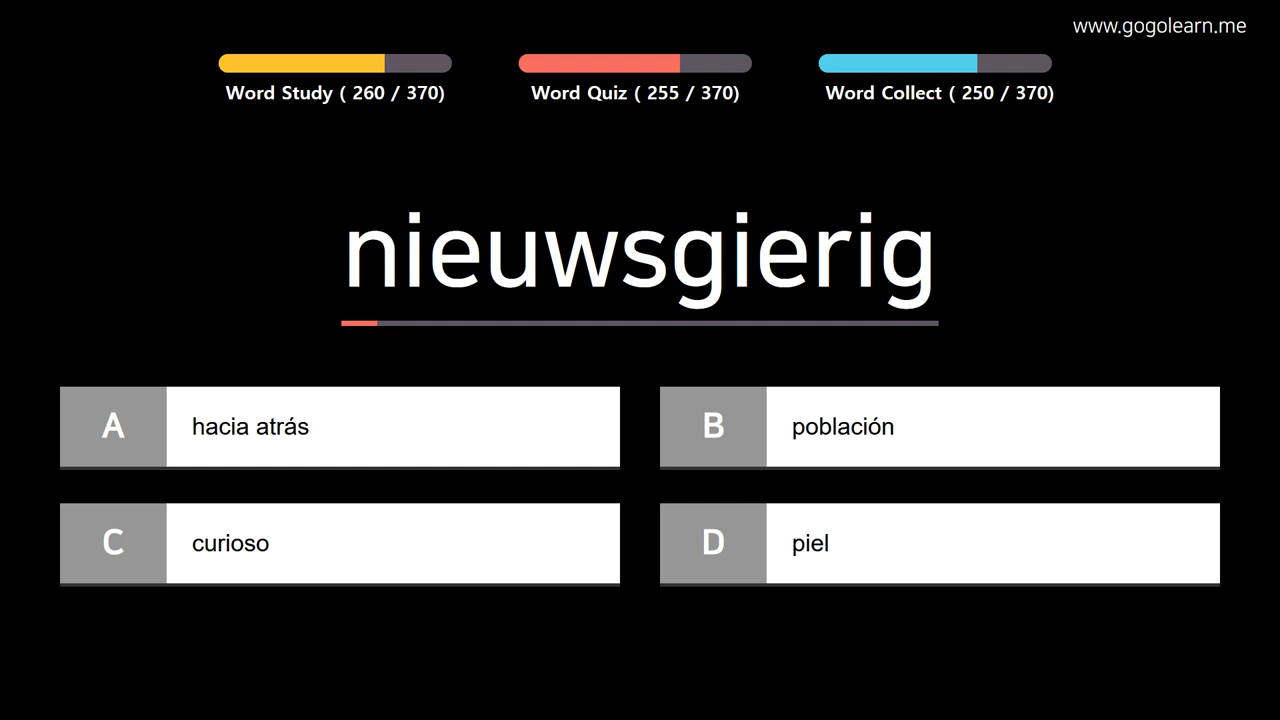 www.gogolearn.me
Word Study ( 260 / 370)
Word Quiz ( 255 / 370)
Word Collect ( 250 / 370)
nieuwsgierig
A hacia atrás
B población
C curioso
D piel